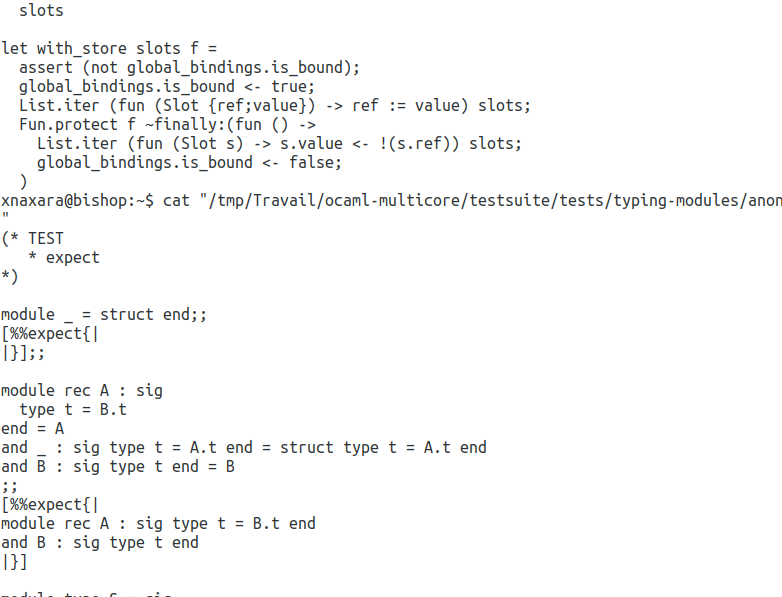 slots

let with_store slots f =
  assert (not global_bindings.is_bound);
  global_bindings.is_bound <- true;
  List.iter (fun (Slot {ref;value}) -> ref := value) slots;
  Fun.protect f ~finally:(fun () ->
    List.iter (fun (Slot s) -> s.value <- !(s.ref)) slots;
    global_bindings.is_bound <- false;
  )
xnaxara@bishop:~$ cat "/tmp/Travail/ocaml-multicore/testsuite/tests/typing-modules/anon
"
(* TEST
   * expect
*)

module _ = struct end;;
[%%expect{|
|}];;

module rec A : sig
  type t = B.t
end = A
and _ : sig type t = A.t end = struct type t = A.t end
and B : sig type t end = B
;;
[%%expect{|
module rec A : sig type t = B.t end
and B : sig type t end
|}]

module type S = sig